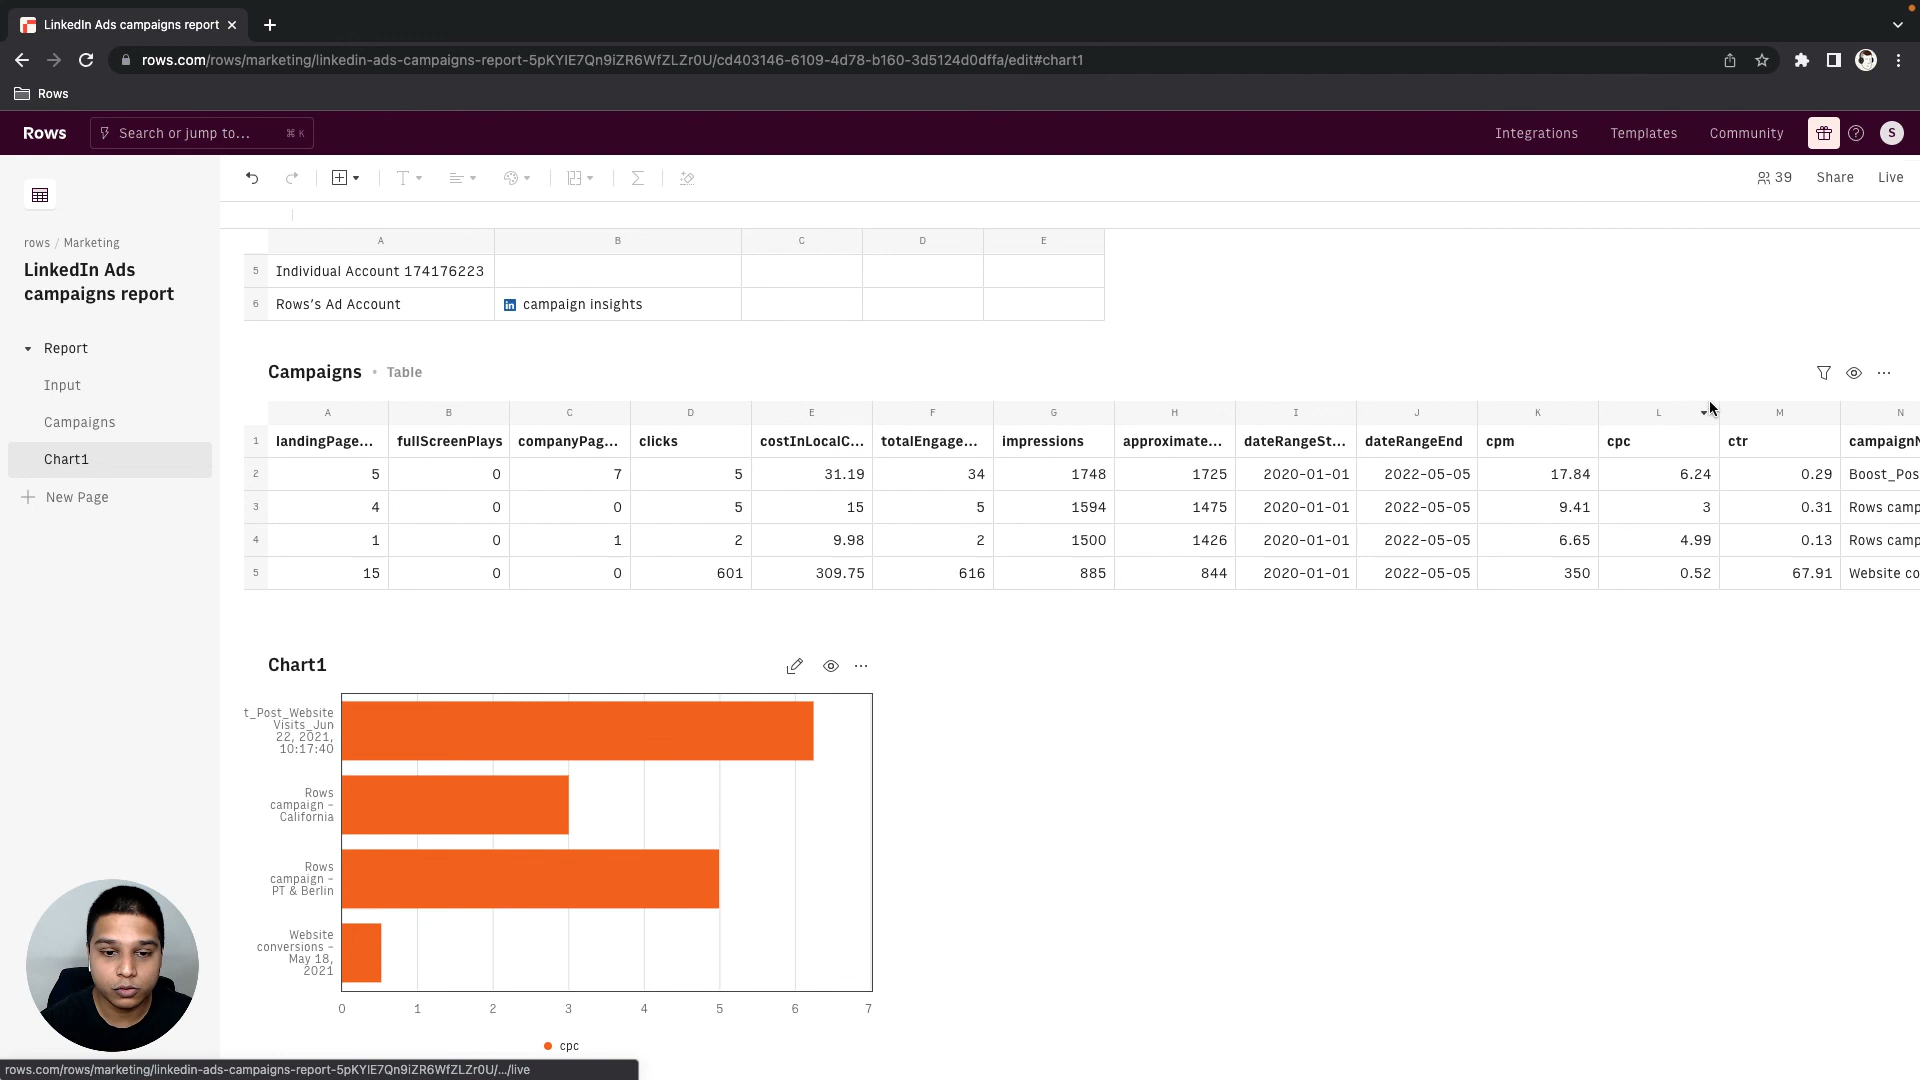 LinkedIn Ads campaigns report
rows.com/rows/marketing/linkedin-ads-campaigns-report-5pKYIE7Qn9iZR6WfZLZr0U/cd403146-6109-4d78-b160-3d5124d0dffa/edit#chart1
Rows
Rows Search or jump to... ⌘ K Integrations Templates Community ? S
39 Share Live
rows / Marketing
LinkedIn Ads
campaigns report
Report
Input
Campaigns
Chart1
New Page
A B C D E
5 Individual Account 174176223
6 Rows's Ad Account in campaign insights
Campaigns • Table
A B C D E F G H I J K L M N
1 landingPage... fullScreenPlays companyPag... clicks costInLocalC... totalEngage... impressions approximate... dateRangeSt... dateRangeEnd cpm cpc ctr campaignN
2 5 0 7 5 31.19 34 1748 1725 2020-01-01 2022-05-05 17.84 6.24 0.29 Boost_Pos
3 4 0 0 5 15 5 1594 1475 2020-01-01 2022-05-05 9.41 3 0.31 Rows camp
4 1 0 1 2 9.98 2 1500 1426 2020-01-01 2022-05-05 6.65 4.99 0.13 Rows camp
5 15 0 0 601 309.75 616 885 844 2020-01-01 2022-05-05 350 0.52 67.91 Website co
Chart1
t_Post_Website
Visits_Jun
22, 2021,
10:17:40
Rows
campaign -
California
Rows
campaign -
PT & Berlin
Website
conversions -
May 18,
2021
0 1 2 3 4 5 6 7
cpc
rows.com/rows/marketing/linkedin-ads-campaigns-report-5pKYIE7Qn9iZR6WfZLZr0U/.../live